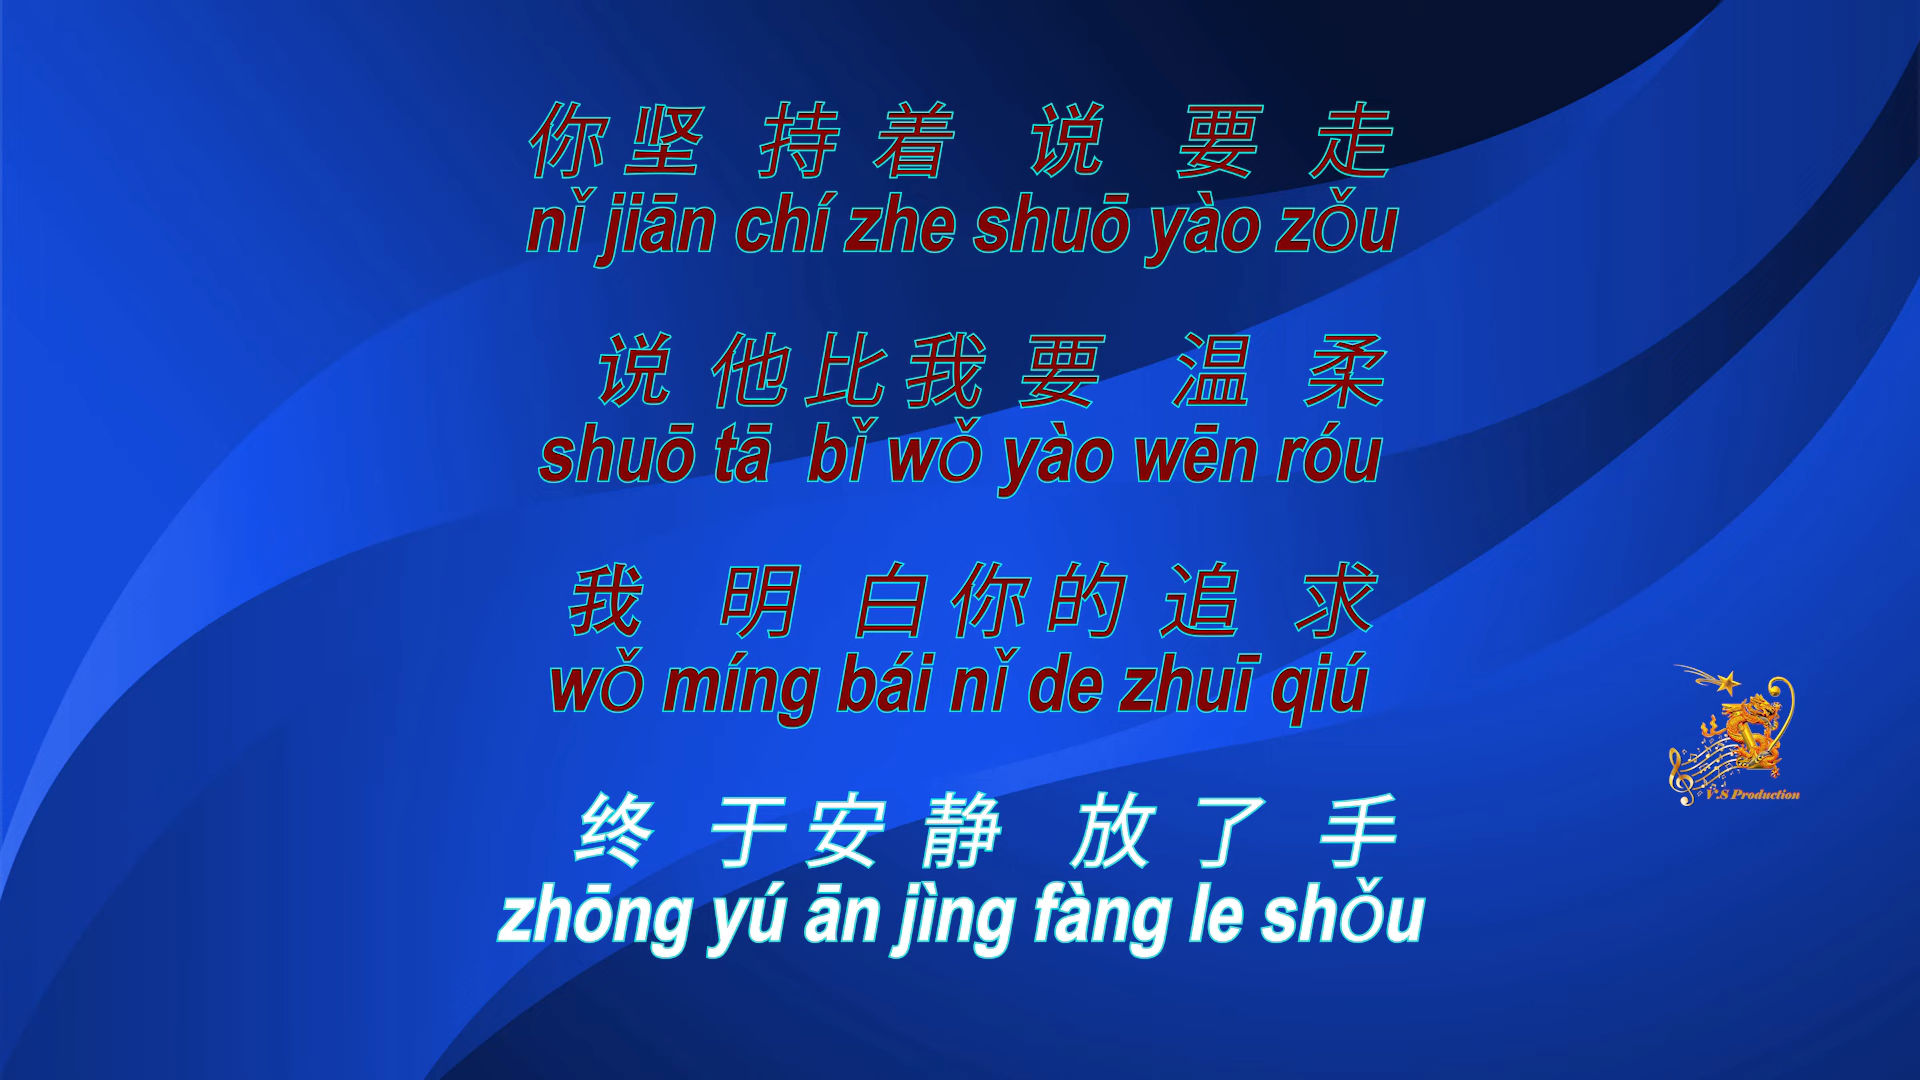 你坚持着说要走
nǐ jiān chí zhe shuō yào zǒu
说他比我要温柔
shuō tā bǐ wǒ yào wēn róu
我明白你的追求
wǒ míng bái nǐ de zhuī qiú
终于安静放了手
zhōng yú ān jìng fàng le shǒu
V.S Production